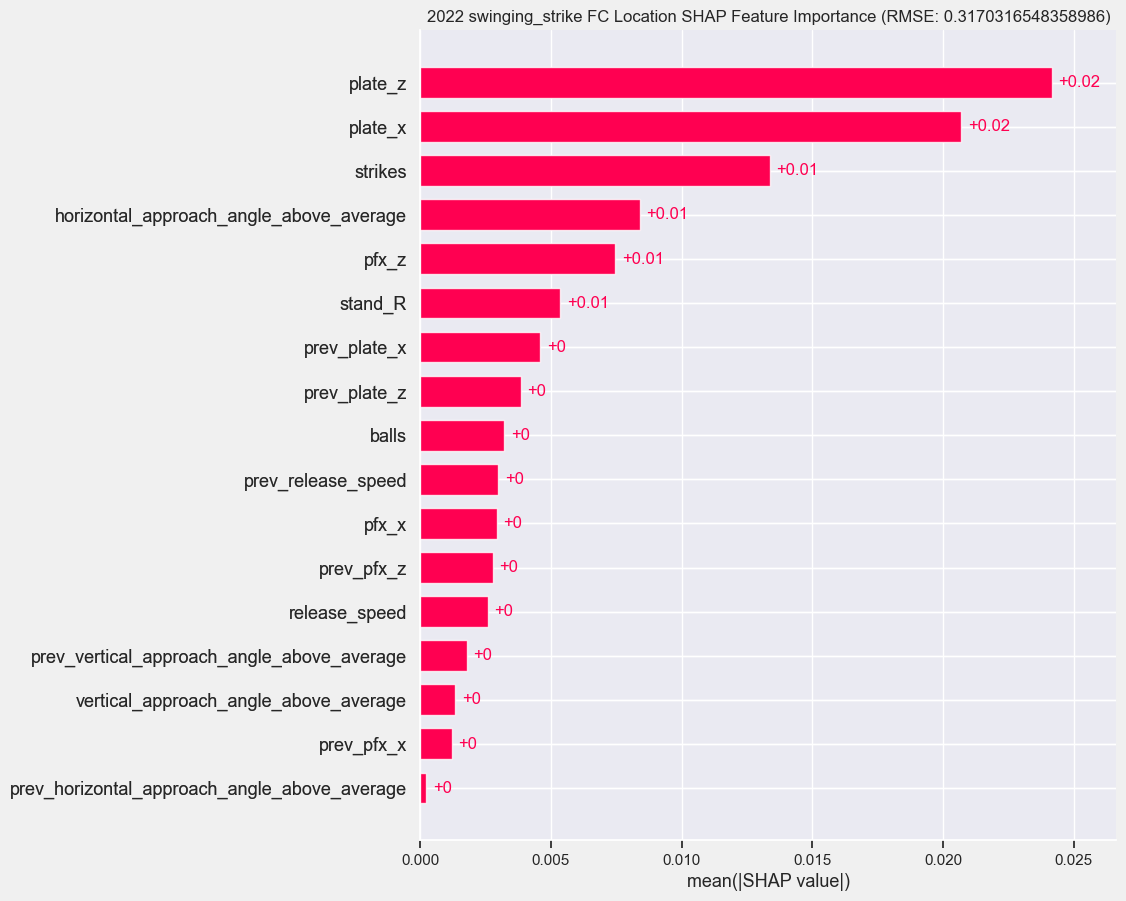 2022 swinging_strike FC Location SHAP Feature Importance (RMSE: 0.3170316548358986)
plate_z +0.02
plate_x +0.02
strikes +0.01
horizontal_approach_angle_above_average +0.01
pfx_z +0.01
stand_R +0.01
prev_plate_x +0
prev_plate_z +0
balls +0
prev_release_speed +0
pfx_x +0
prev_pfx_z +0
release_speed +0
prev_vertical_approach_angle_above_average +0
vertical_approach_angle_above_average +0
prev_pfx_x +0
prev_horizontal_approach_angle_above_average +0
0.000 0.005 0.010 0.015 0.020 0.025
mean(|SHAP value|)